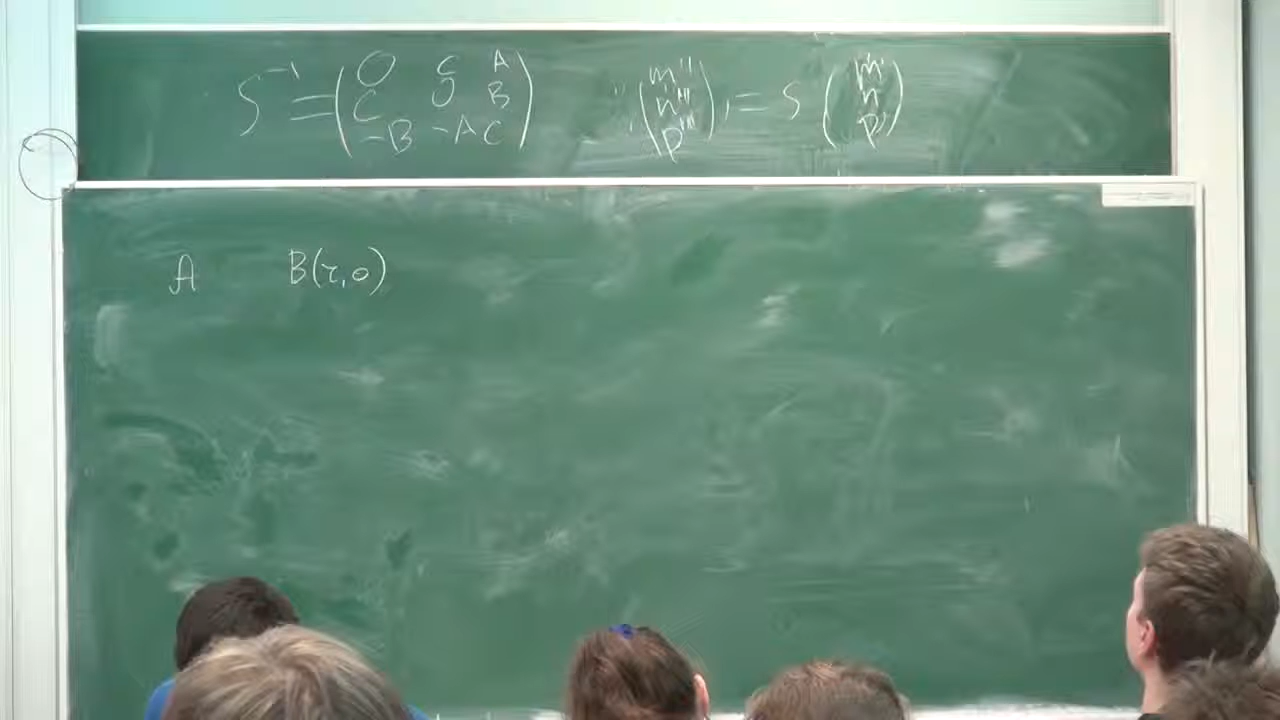 S⁻¹ = ( 0 C A
C 0 B
-B -A C )
( m''
n'''
p''' ) = S ( m'
n'
p' )
A B(τ,0)